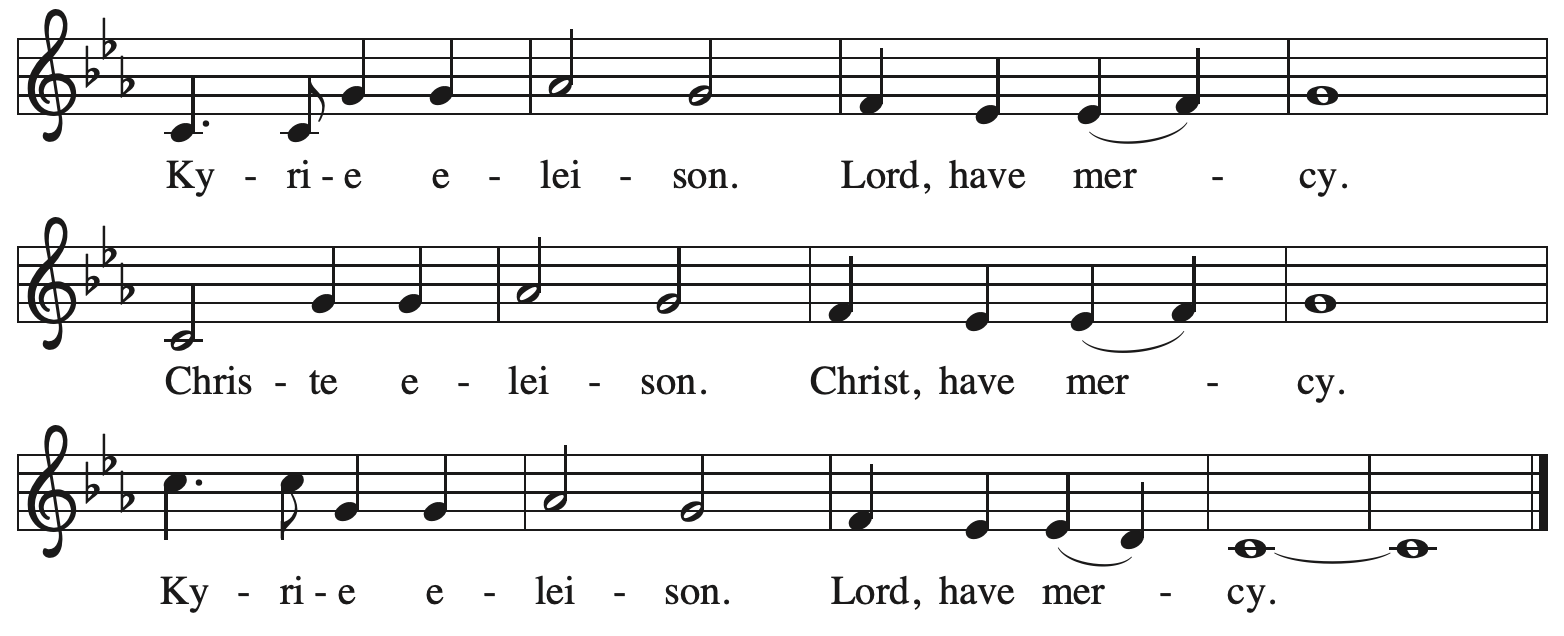 Ky - ri - e e - lei - son. Lord, have mer - cy.
Chris - te e - lei - son. Christ, have mer - cy.
Ky - ri - e e - lei - son. Lord, have mer - cy.